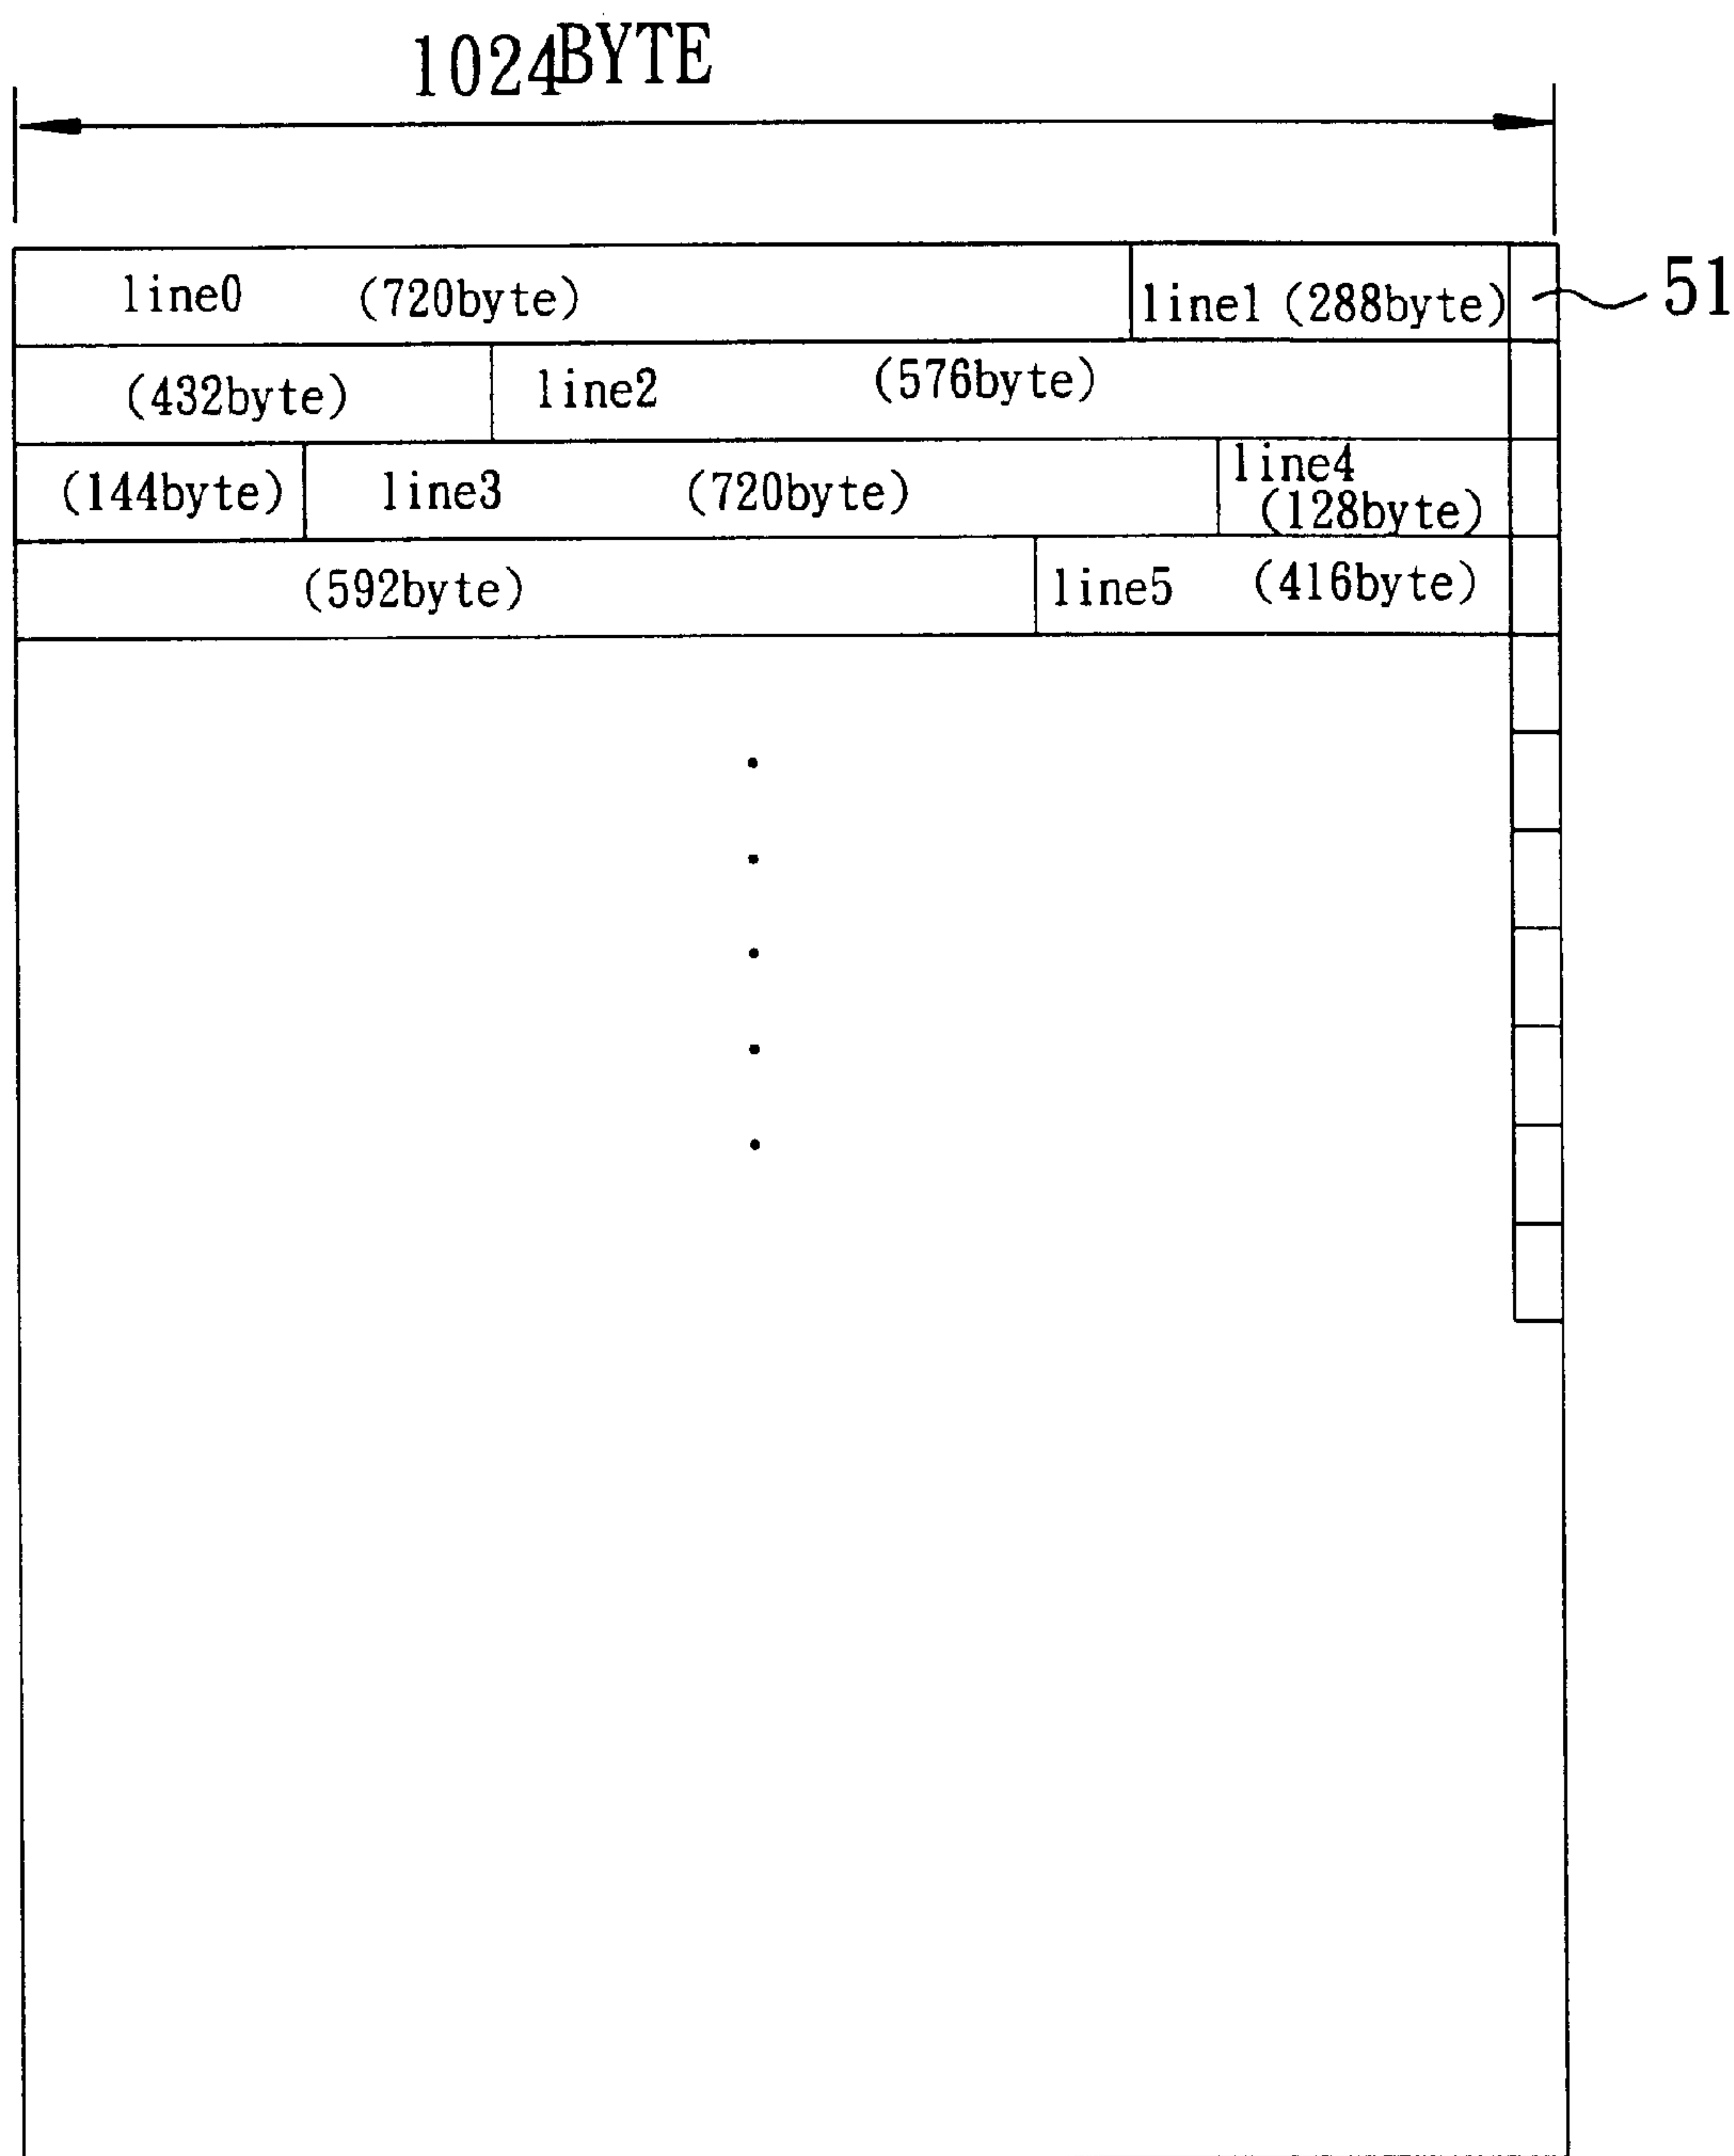 1024BYTE
line0 (720byte) line1 (288byte) 51
(432byte) line2 (576byte)
(144byte) line3 (720byte) line4
(128byte)
(592byte) line5 (416byte)